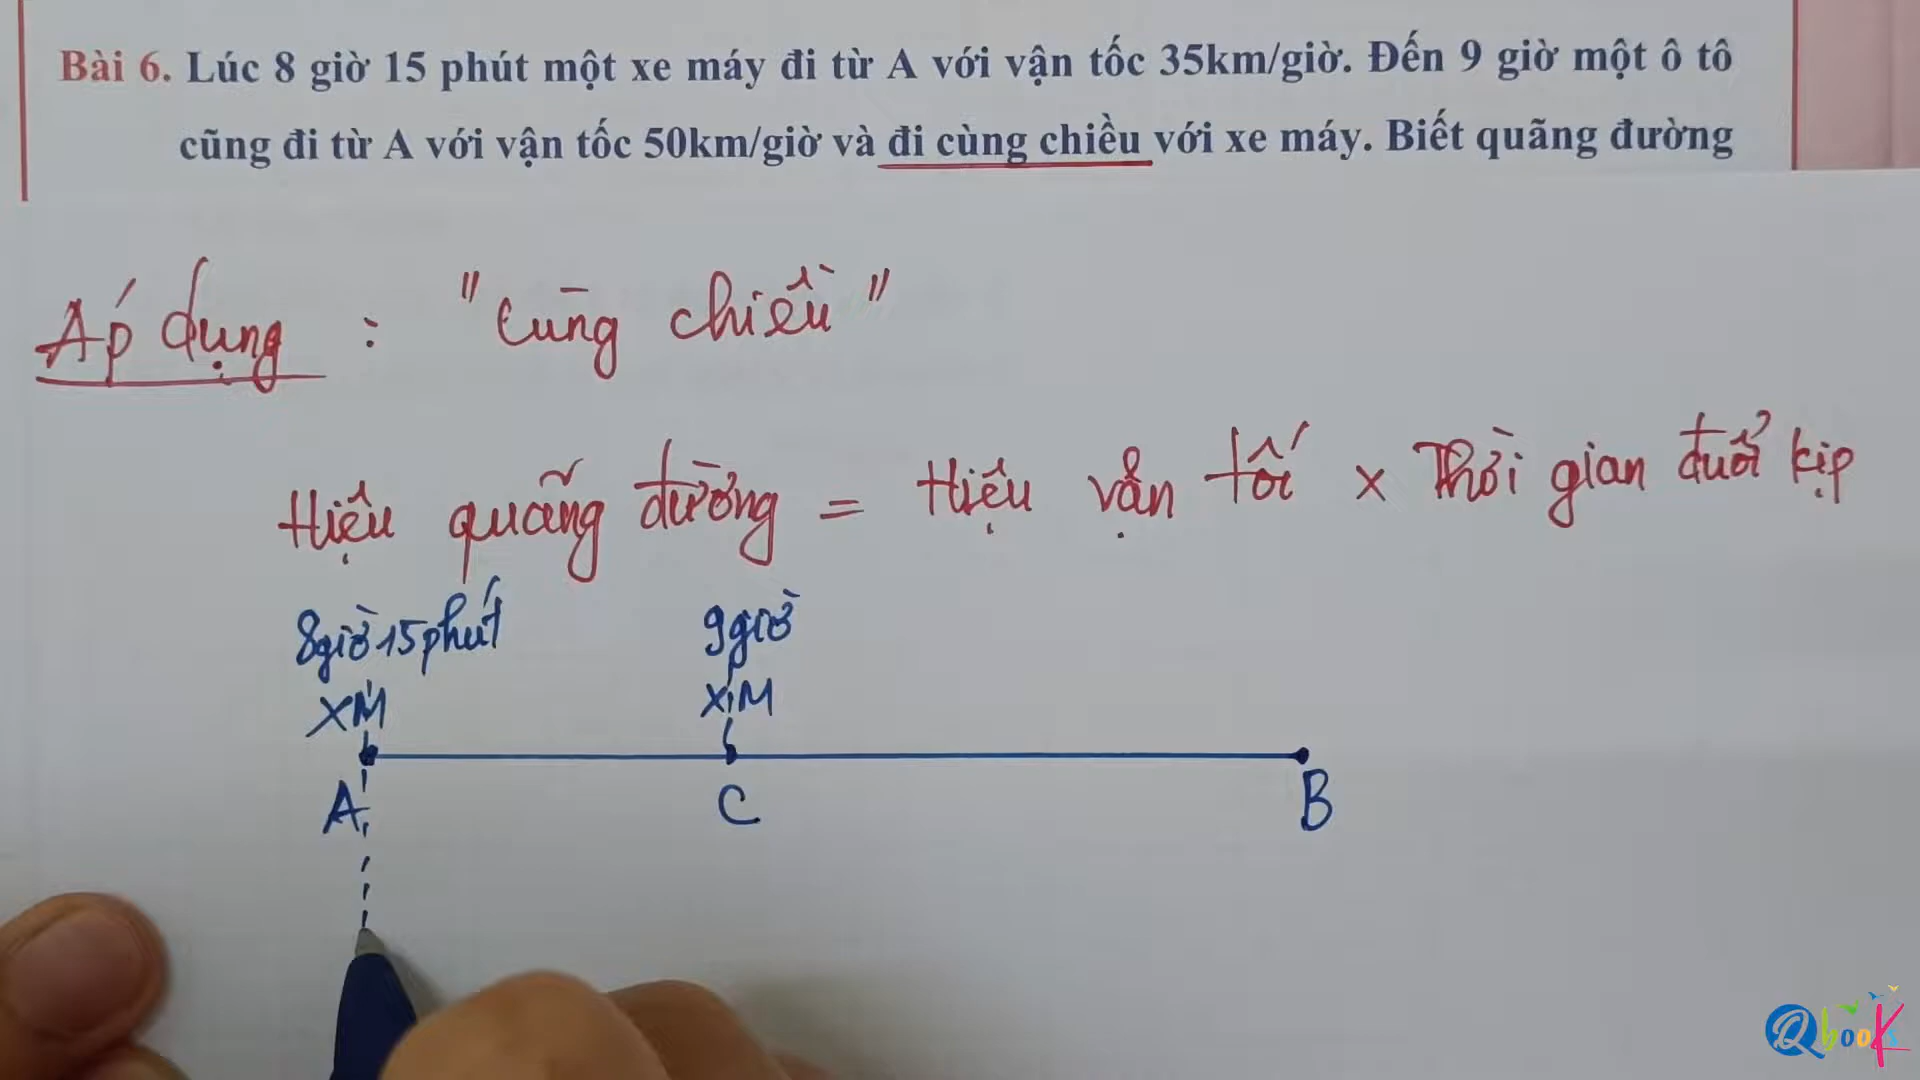 Bài 6. Lúc 8 giờ 15 phút một xe máy đi từ A với vận tốc 35km/giờ. Đến 9 giờ một ô tô
cũng đi từ A với vận tốc 50km/giờ và đi cùng chiều với xe máy. Biết quãng đường
Áp dụng : "Cùng chiều"
Hiệu quãng đường = Hiệu vận tốc × Thời gian đuổi kịp
8giờ 15phút 9giờ
XM XM
A C B
QbooK